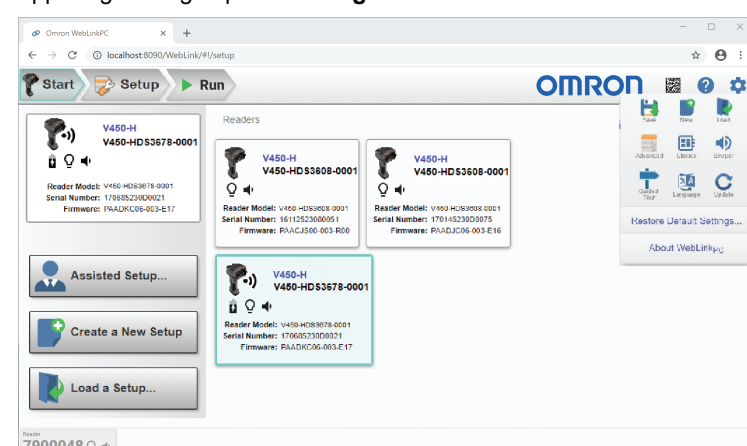 Omron WebLinkPC
localhost:8090/WebLink/#!/setup
Start
Setup
Run
OMRON
Save
New
Load
Advanced
Beeper
Guided
Tour
Language
Update
Restore Default Settings...
About WebLinkPC
V450-H
V450-HDS3678-0001
Reader Model: V450-HDS3678-0001
Serial Number: 170685230D0021
Firmware: PAADKC06-003-E17
Assisted Setup...
Create a New Setup
Load a Setup...
Readers
V450-H
V450-HDS3608-0001
Reader Model: V450-HDS3608-0001
Serial Number: 16112523080051
Firmware: PAACJS00-003-R00
V450-H
V450-HDS3608-0001
Reader Model: V450-HDS3608-0001
Serial Number: 170145230D0075
Firmware: PAADJC06-003-E16
V450-H
V450-HDS3678-0001
Reader Model: V450-HDS3678-0001
Serial Number: 170685230D0021
Firmware: PAADKC06-003-E17
Reader
7900048